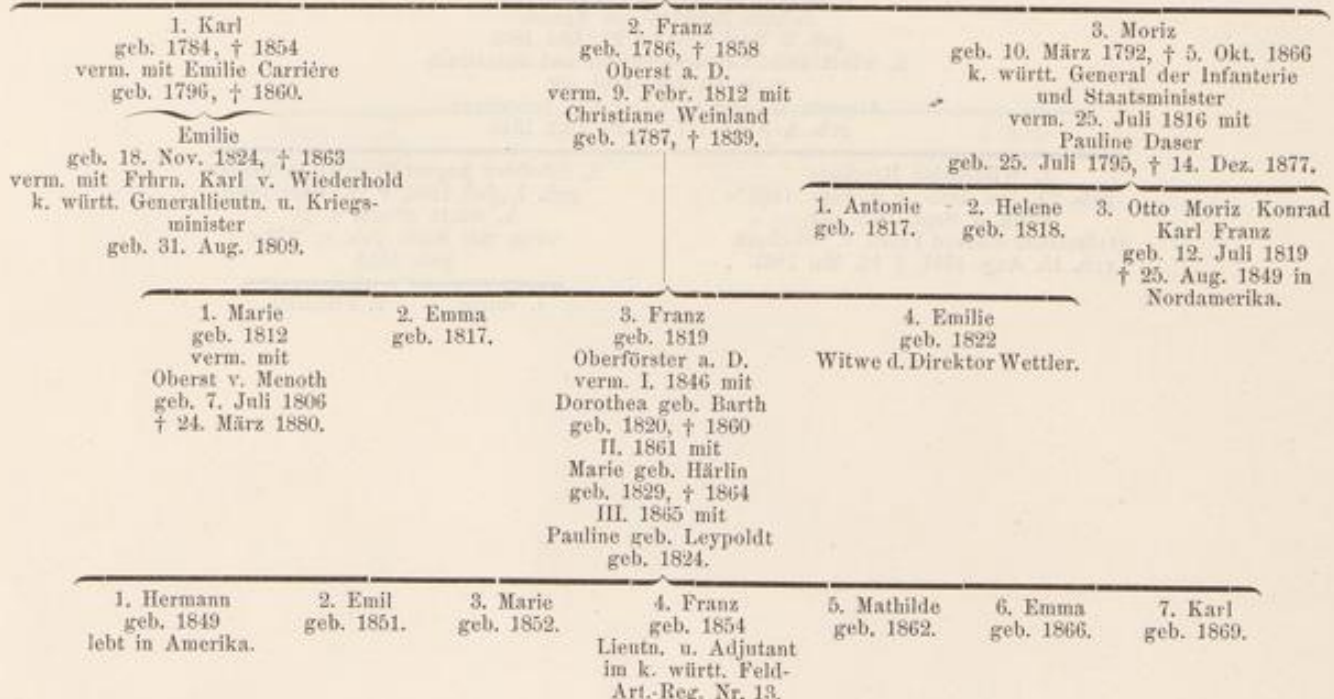 1. Karl
geb. 1784, † 1854
verm. mit Emilie Carrière
geb. 1796, † 1860.
Emilie
geb. 18. Nov. 1824, † 1863
verm. mit Frhrn. Karl v. Wiederhold
k. württ. Generallieutn. u. Kriegs-
minister
geb. 31. Aug. 1809.
2. Franz
geb. 1786, † 1858
Oberst a. D.
verm. 9. Febr. 1812 mit
Christiane Weinland
geb. 1787, † 1839.
3. Moriz
geb. 10. März 1792, † 5. Okt. 1866
k. württ. General der Infanterie
und Staatsminister
verm. 25. Juli 1816 mit
Pauline Daser
geb. 25. Juli 1795, † 14. Dez. 1877.
1. Antonie
geb. 1817.
2. Helene
geb. 1818.
3. Otto Moriz Konrad
Karl Franz
geb. 12. Juli 1819
† 25. Aug. 1849 in
Nordamerika.
1. Marie
geb. 1812
verm. mit
Oberst v. Menoth
geb. 7. Juli 1806
† 24. März 1880.
2. Emma
geb. 1817.
3. Franz
geb. 1819
Oberförster a. D.
verm. I. 1846 mit
Dorothea geb. Barth
geb. 1820, † 1860
II. 1861 mit
Marie geb. Härlin
geb. 1829, † 1864
III. 1865 mit
Pauline geb. Leypoldt
geb. 1824.
4. Emilie
geb. 1822
Witwe d. Direktor Wettler.
1. Hermann
geb. 1849
lebt in Amerika.
2. Emil
geb. 1851.
3. Marie
geb. 1852.
4. Franz
geb. 1854
Lieutn. u. Adjutant
im k. württ. Feld-
Art.-Reg. Nr. 13.
5. Mathilde
geb. 1862.
6. Emma
geb. 1866.
7. Karl
geb. 1869.